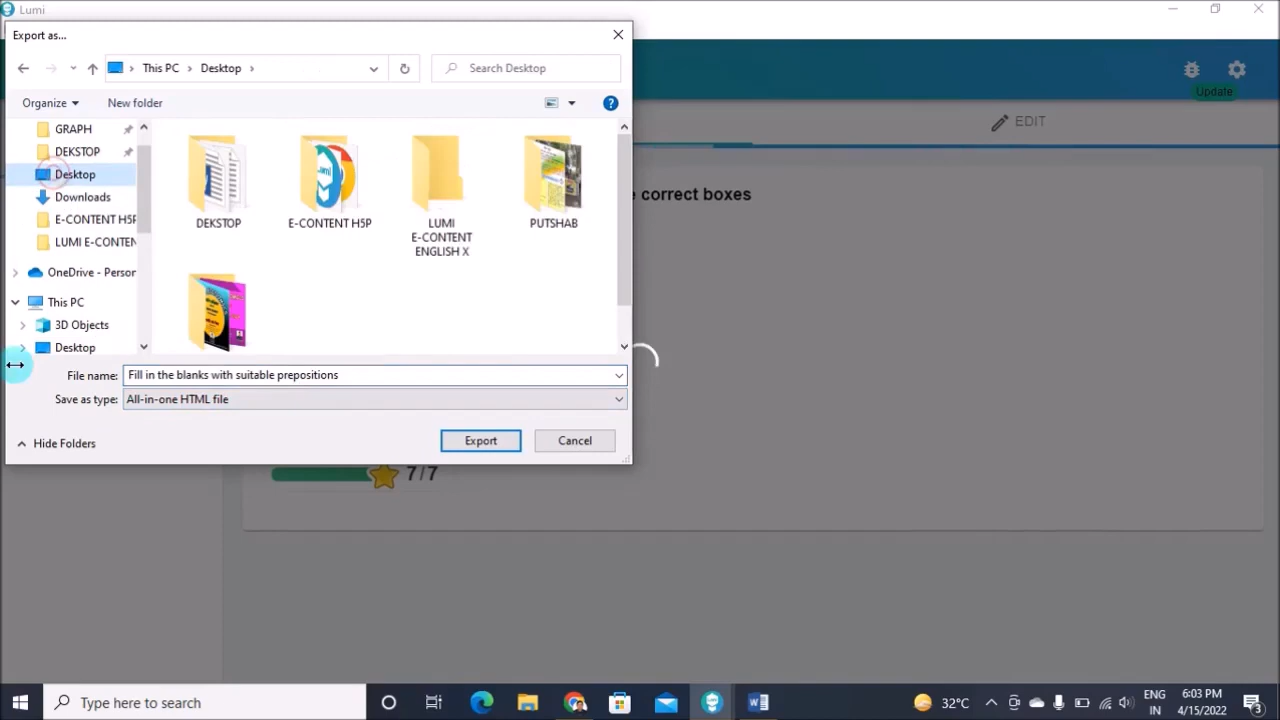 Lumi
Export as...
This PC
Desktop
Search Desktop
Update
Organize
New folder
GRAPH
DEKSTOP
Desktop
Downloads
E-CONTENT H5P
LUMI E-CONTEN
OneDrive - Person
This PC
3D Objects
Desktop
DEKSTOP
E-CONTENT H5P
LUMI
E-CONTENT
ENGLISH X
PUTSHAB
EDIT
e correct boxes
File name:
Fill in the blanks with suitable prepositions
Save as type:
All-in-one HTML file
Hide Folders
Export
Cancel
7/7
Type here to search
32°C
ENG
IN
6:03 PM
4/15/2022
3